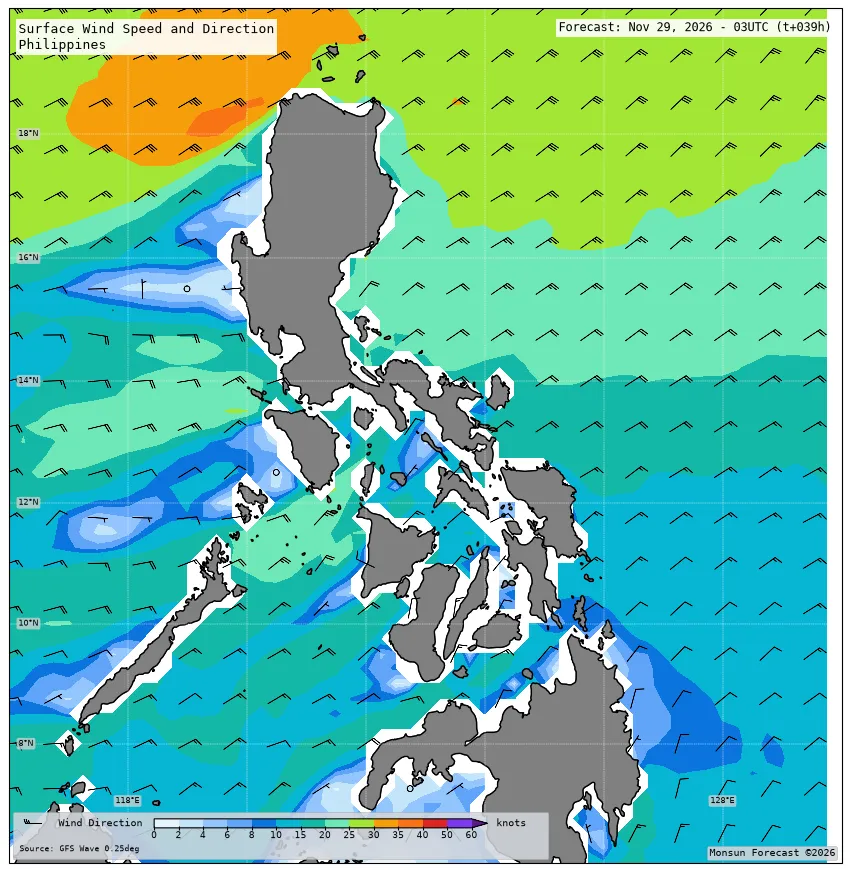 Surface Wind Speed and Direction
Philippines
Forecast: Nov 29, 2026 - 03UTC (t+039h)
18°N
16°N
14°N
12°N
10°N
8°N
118°E
128°E
Wind Direction
0 2 4 6 8 10 15 20 25 30 35 40 50 60
knots
Source: GFS Wave 0.25deg
Monsun Forecast ©2026